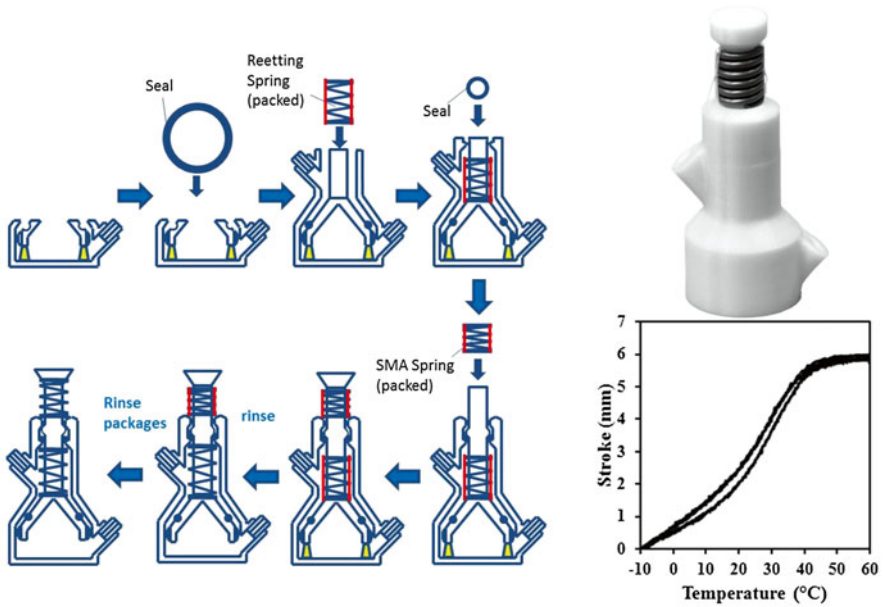 Seal
Reetting
Spring
(packed)
Seal
SMA Spring
(packed)
rinse
Rinse
packages
7
6
5
4
3
2
1
0
Stroke (mm)
-10 0 10 20 30 40 50 60
Temperature (°C)